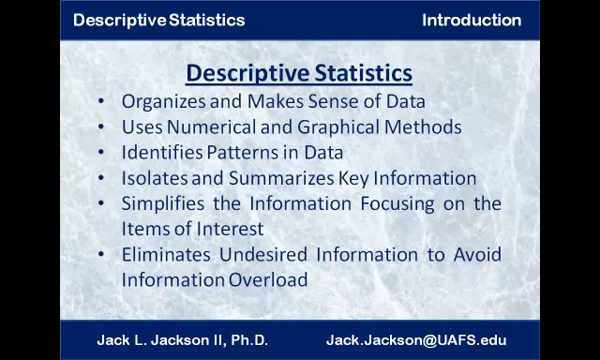 Descriptive Statistics Introduction
Descriptive Statistics
• Organizes and Makes Sense of Data
• Uses Numerical and Graphical Methods
• Identifies Patterns in Data
• Isolates and Summarizes Key Information
• Simplifies the Information Focusing on the
Items of Interest
• Eliminates Undesired Information to Avoid
Information Overload
Jack L. Jackson II, Ph.D. Jack.Jackson@UAFS.edu